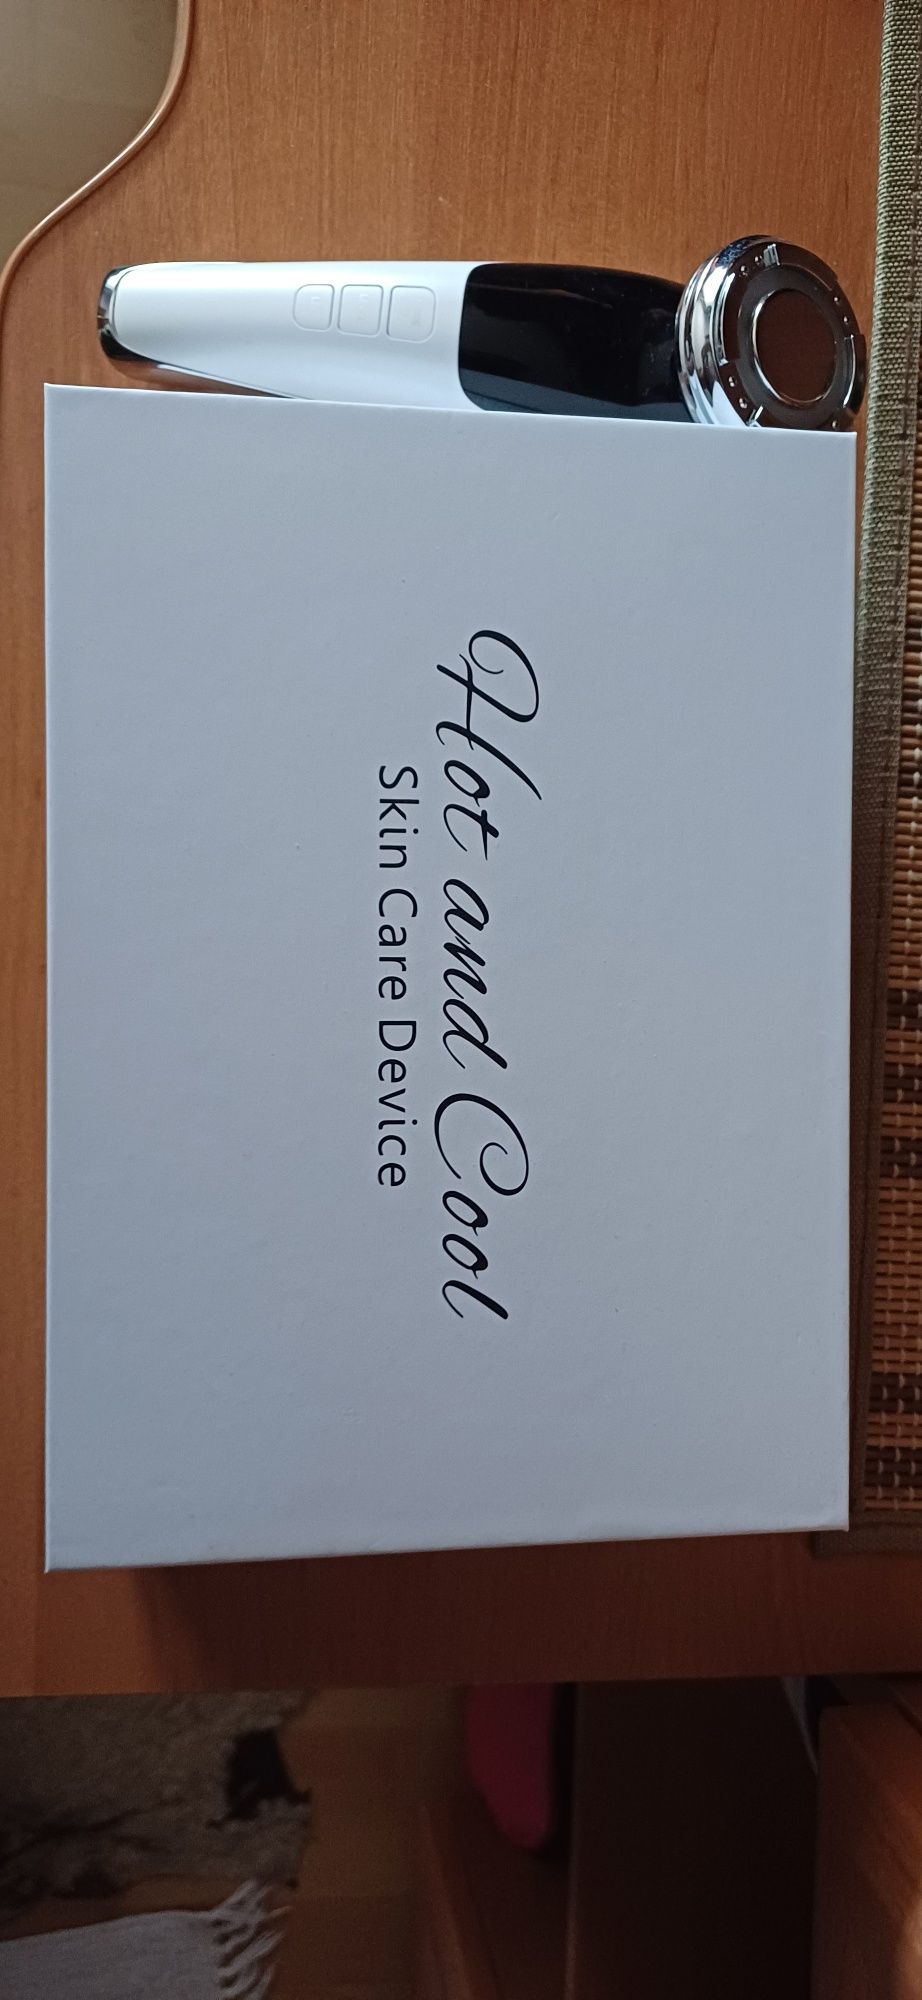 Hot and Cool
Skin Care Device